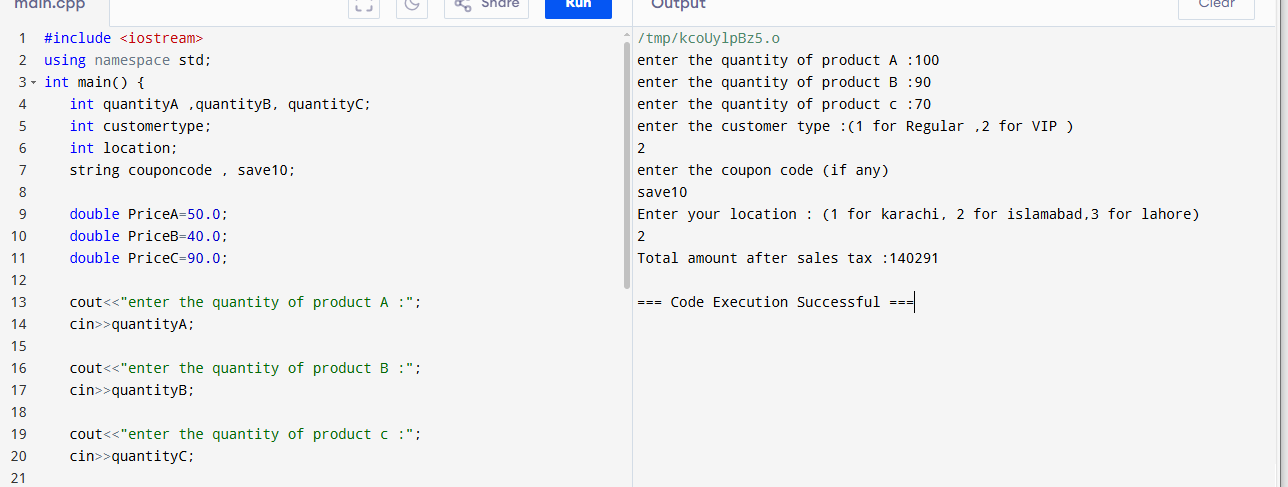 main.cpp
Share
Run
Output
Clear
1 #include <iostream>
2 using namespace std;
3 int main() {
4 int quantityA ,quantityB, quantityC;
5 int customertype;
6 int location;
7 string couponcode , save10;
8
9 double PriceA=50.0;
10 double PriceB=40.0;
11 double PriceC=90.0;
12
13 cout<<"enter the quantity of product A :";
14 cin>>quantityA;
15
16 cout<<"enter the quantity of product B :";
17 cin>>quantityB;
18
19 cout<<"enter the quantity of product c :";
20 cin>>quantityC;
21
/tmp/kcoUylpBz5.o
enter the quantity of product A :100
enter the quantity of product B :90
enter the quantity of product c :70
enter the customer type :(1 for Regular ,2 for VIP )
2
enter the coupon code (if any)
save10
Enter your location : (1 for karachi, 2 for islamabad,3 for lahore)
2
Total amount after sales tax :140291
=== Code Execution Successful ===